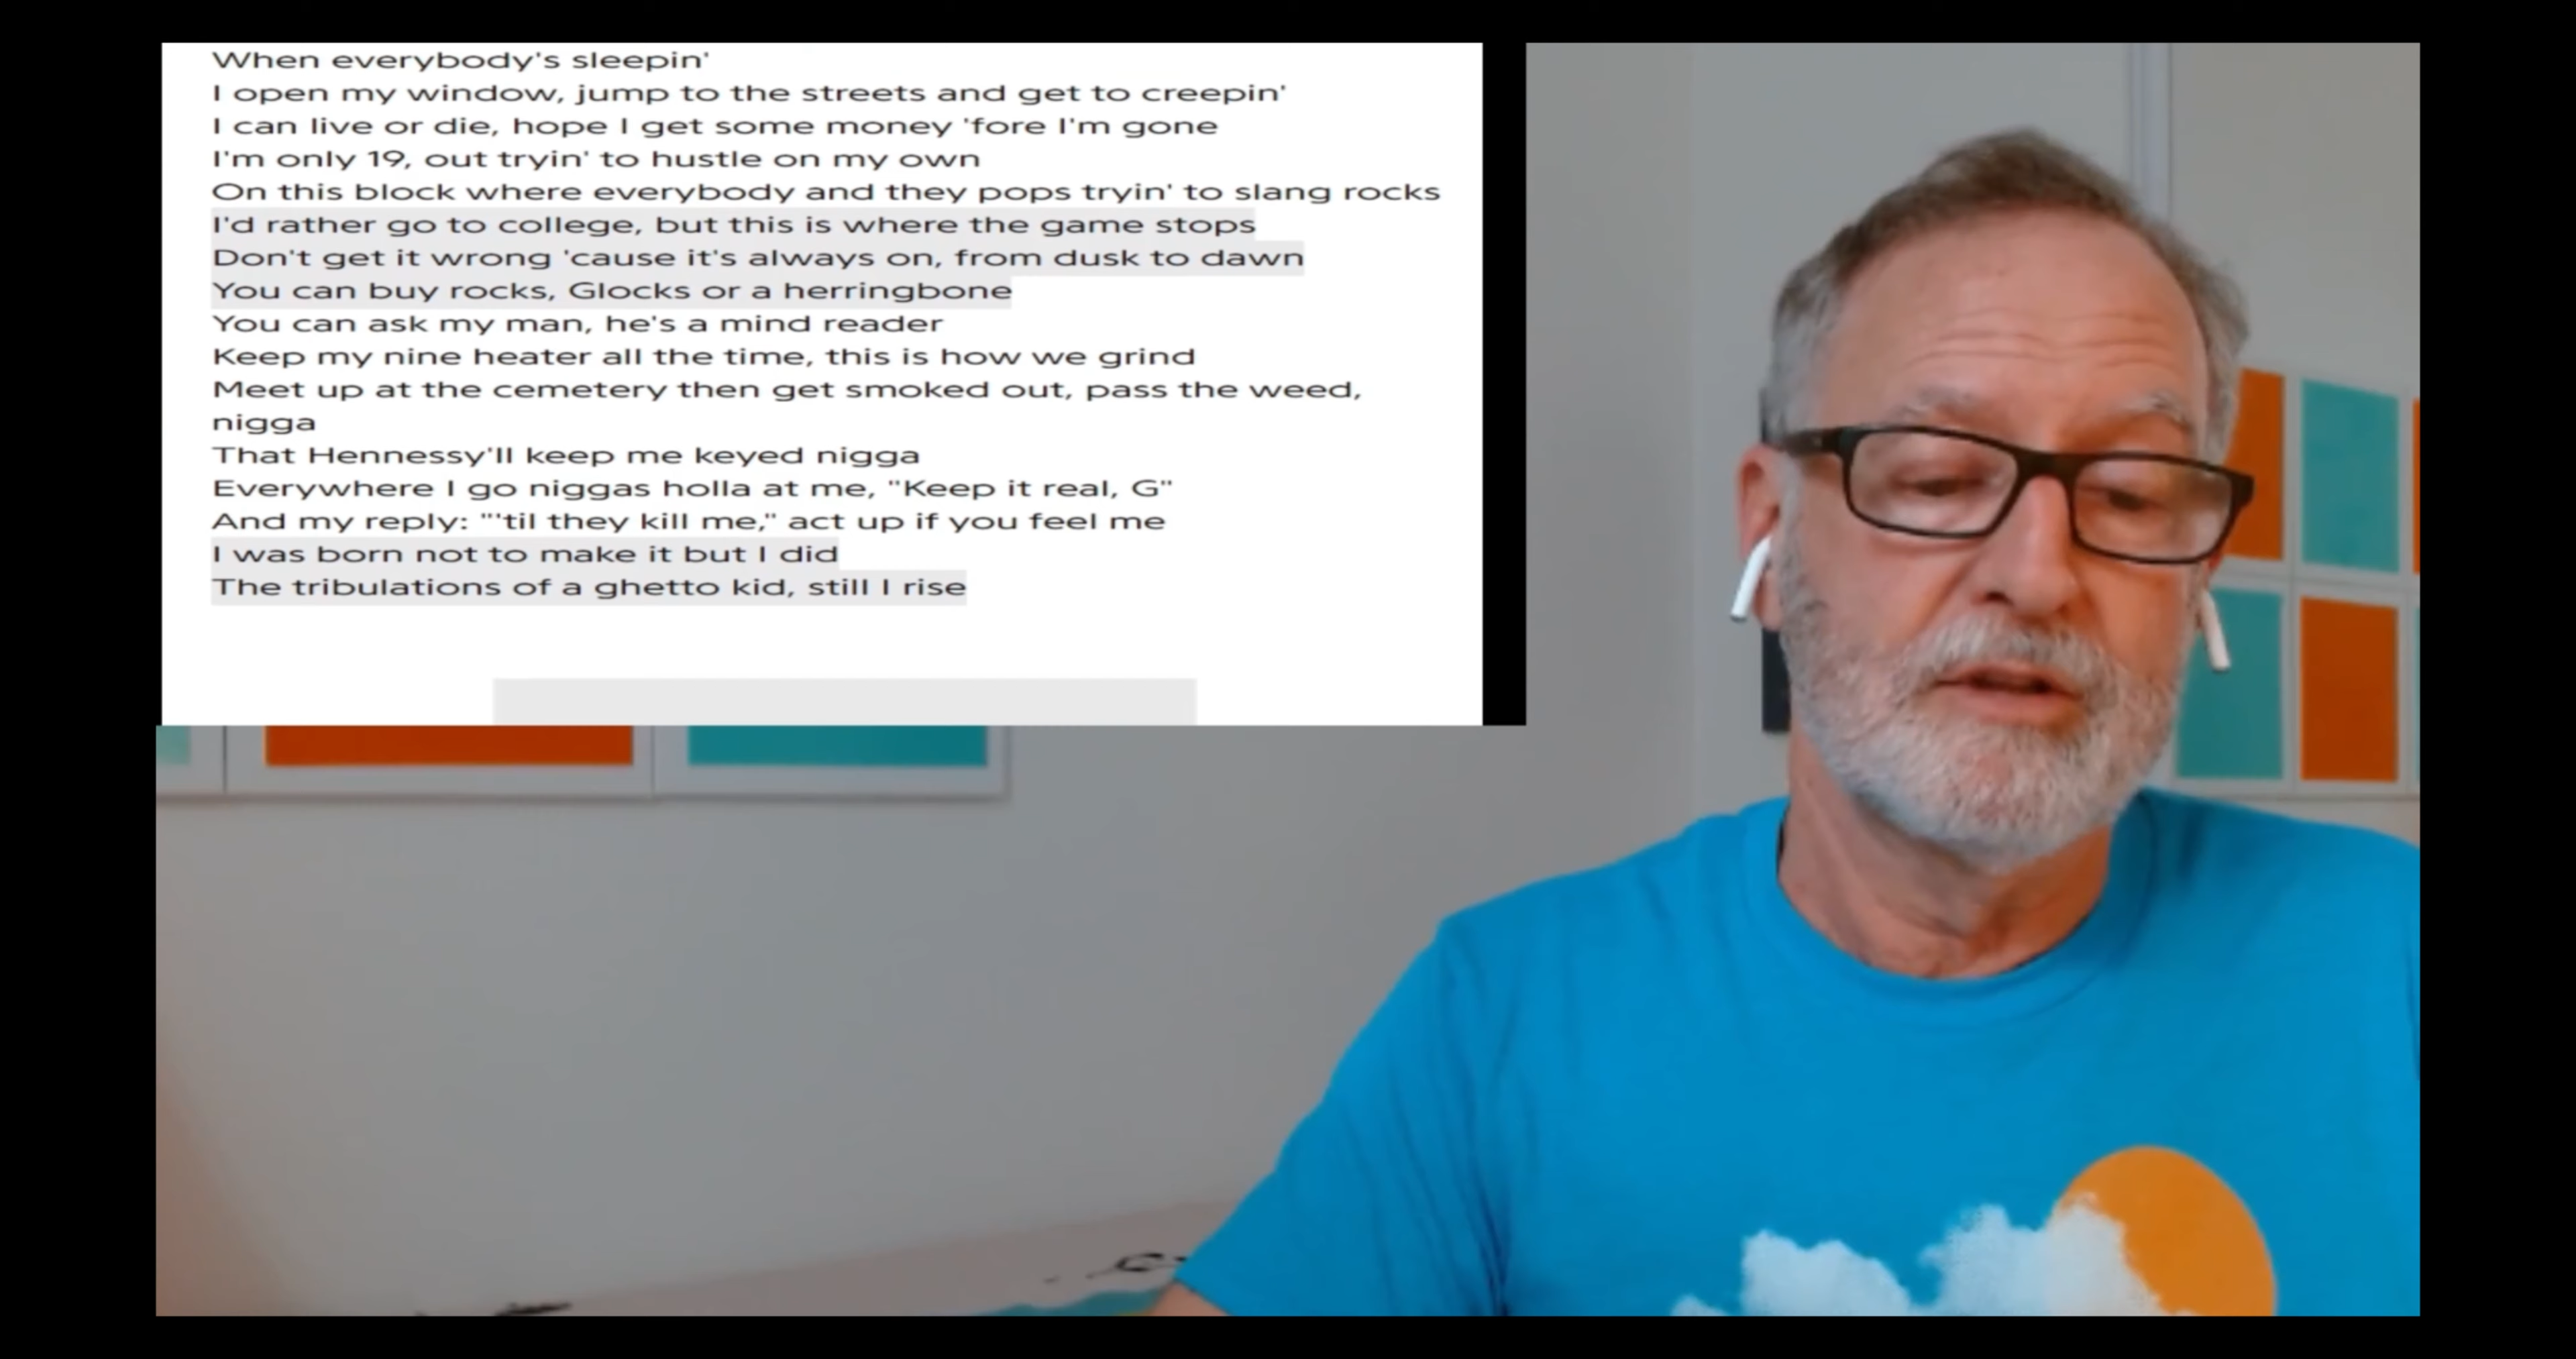 When everybody's sleepin'
I open my window, jump to the streets and get to creepin'
I can live or die, hope I get some money 'fore I'm gone
I'm only 19, out tryin' to hustle on my own
On this block where everybody and they pops tryin' to slang rocks
I'd rather go to college, but this is where the game stops
Don't get it wrong 'cause it's always on, from dusk to dawn
You can buy rocks, Glocks or a herringbone
You can ask my man, he's a mind reader
Keep my nine heater all the time, this is how we grind
Meet up at the cemetery then get smoked out, pass the weed,
nigga
That Hennessy'll keep me keyed nigga
Everywhere I go niggas holla at me, "Keep it real, G"
And my reply: "'til they kill me," act up if you feel me
I was born not to make it but I did
The tribulations of a ghetto kid, still I rise